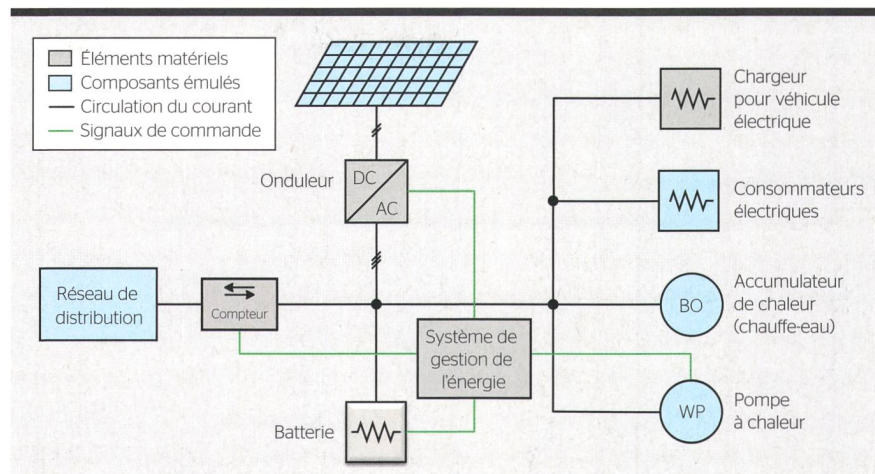 Éléments matériels
Composants émulés
Circulation du courant
Signaux de commande
Onduleur
DC
AC
Chargeur
pour véhicule
électrique
Consommateurs
électriques
Réseau de
distribution
Compteur
Système de
gestion de
l'énergie
BO
Accumulateur
de chaleur
(chauffe-eau)
Batterie
WP
Pompe
à chaleur